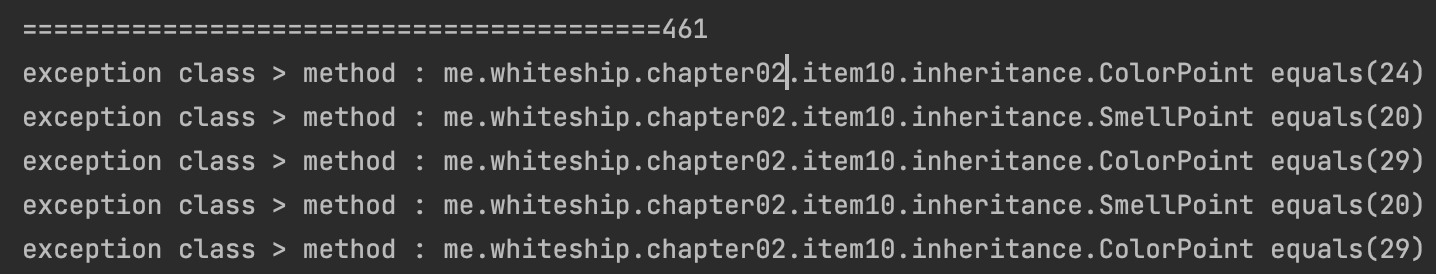 =========================================461
exception class > method : me.whiteship.chapter02.item10.inheritance.ColorPoint equals(24)
exception class > method : me.whiteship.chapter02.item10.inheritance.SmellPoint equals(20)
exception class > method : me.whiteship.chapter02.item10.inheritance.ColorPoint equals(29)
exception class > method : me.whiteship.chapter02.item10.inheritance.SmellPoint equals(20)
exception class > method : me.whiteship.chapter02.item10.inheritance.ColorPoint equals(29)